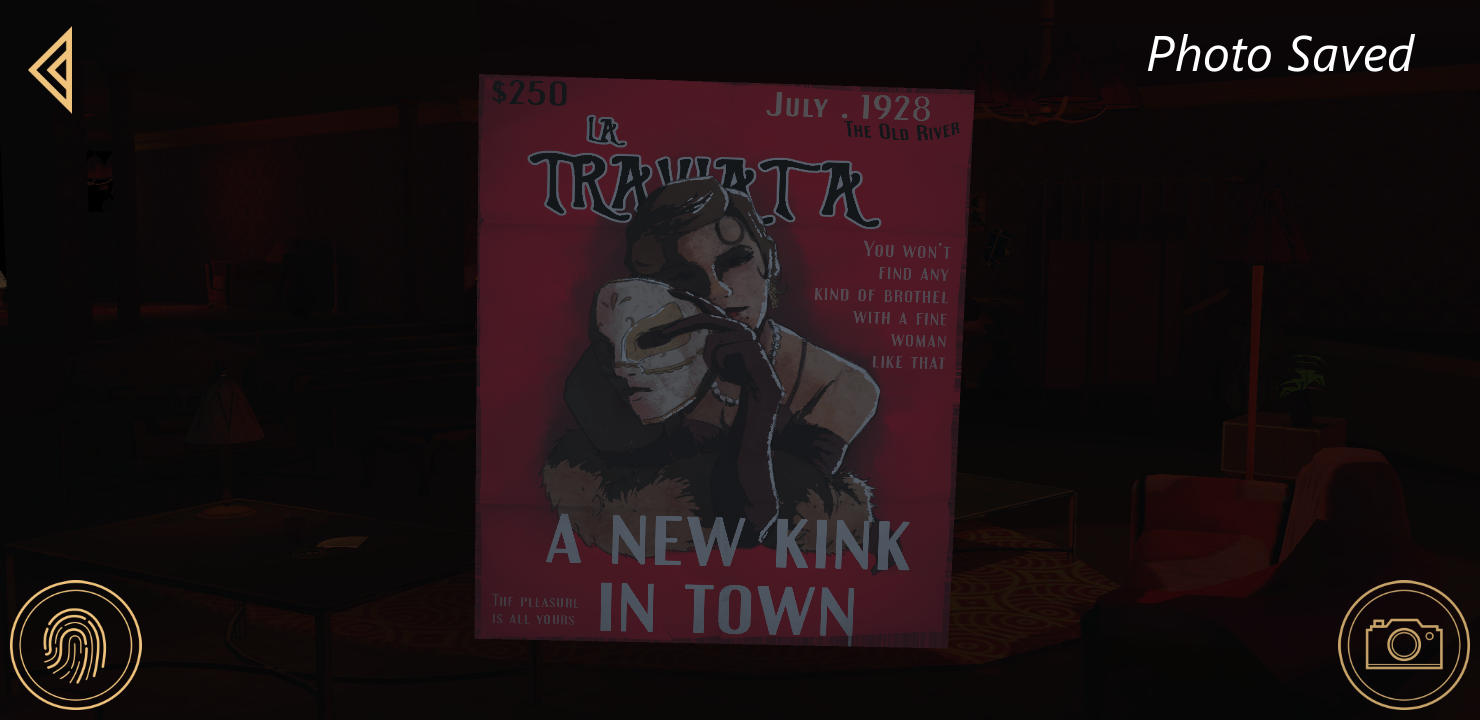 Photo Saved
$250
JULY . 1928
THE OLD RIVER
LA
TRAVIATA
YOU WON'T
FIND ANY
KIND OF BROTHEL
WITH A FINE
WOMAN
LIKE THAT
A NEW KINK
IN TOWN
THE PLEASURE
IS ALL YOURS